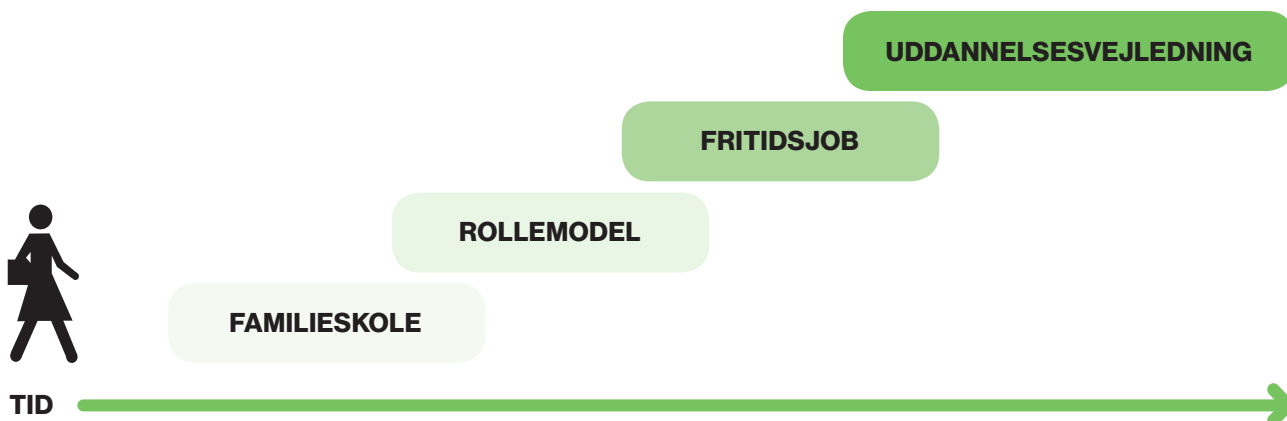 UDDANNELSESVEJLEDNING
FRITIDSJOB
ROLLEMODEL
FAMILIESKOLE
TID